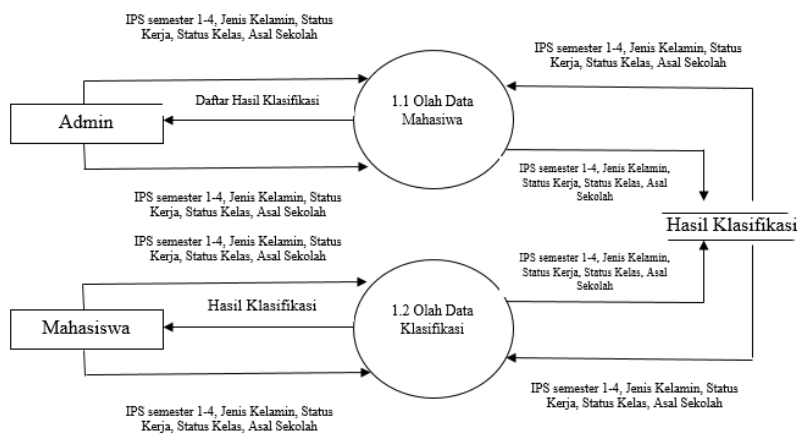 IPS semester 1-4, Jenis Kelamin, Status
Kerja, Status Kelas, Asal Sekolah
IPS semester 1-4, Jenis Kelamin, Status
Kerja, Status Kelas, Asal Sekolah
Daftar Hasil Klasifikasi
1.1 Olah Data
Mahasiwa
Admin
IPS semester 1-4, Jenis Kelamin,
Status Kerja, Status Kelas, Asal
Sekolah
IPS semester 1-4, Jenis Kelamin, Status
Kerja, Status Kelas, Asal Sekolah
Hasil Klasifikasi
IPS semester 1-4, Jenis Kelamin, Status
Kerja, Status Kelas, Asal Sekolah
IPS semester 1-4, Jenis Kelamin,
Status Kerja, Status Kelas, Asal
Sekolah
Hasil Klasifikasi
1.2 Olah Data
Klasifikasi
Mahasiswa
IPS semester 1-4, Jenis Kelamin, Status
Kerja, Status Kelas, Asal Sekolah
IPS semester 1-4, Jenis Kelamin, Status
Kerja, Status Kelas, Asal Sekolah